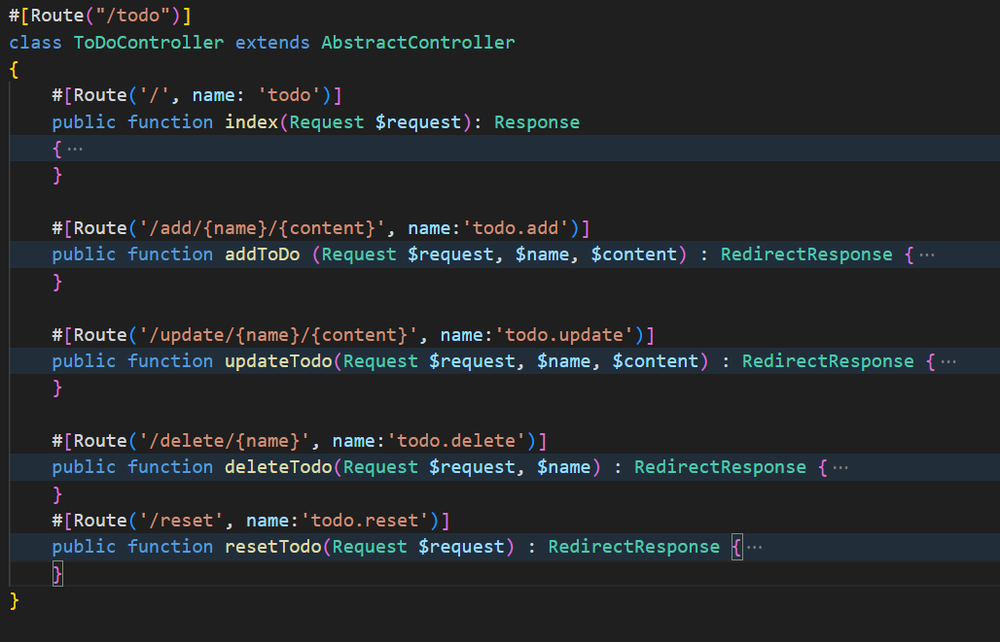 #[Route("/todo")]
class ToDoController extends AbstractController
{
    #[Route('/', name: 'todo')]
    public function index(Request $request): Response
    { ···
    }

    #[Route('/add/{name}/{content}', name:'todo.add')]
    public function addToDo (Request $request, $name, $content) : RedirectResponse { ···
    }

    #[Route('/update/{name}/{content}', name:'todo.update')]
    public function updateTodo(Request $request, $name, $content) : RedirectResponse { ···
    }

    #[Route('/delete/{name}', name:'todo.delete')]
    public function deleteTodo(Request $request, $name) : RedirectResponse { ···
    }
    #[Route('/reset', name:'todo.reset')]
    public function resetTodo(Request $request) : RedirectResponse { ···
    }
}